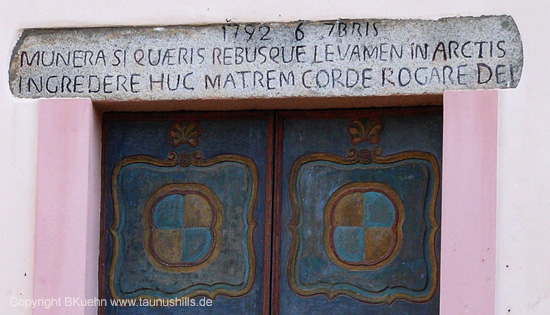 1792 6 7BRIS
MUNERA SI QUÆRIS REBUSQUE LEVAMEN IN ARCTIS
INGREDERE HUC MATREM CORDE ROGARE DEI
Copyright BKuehn www.taunushills.de